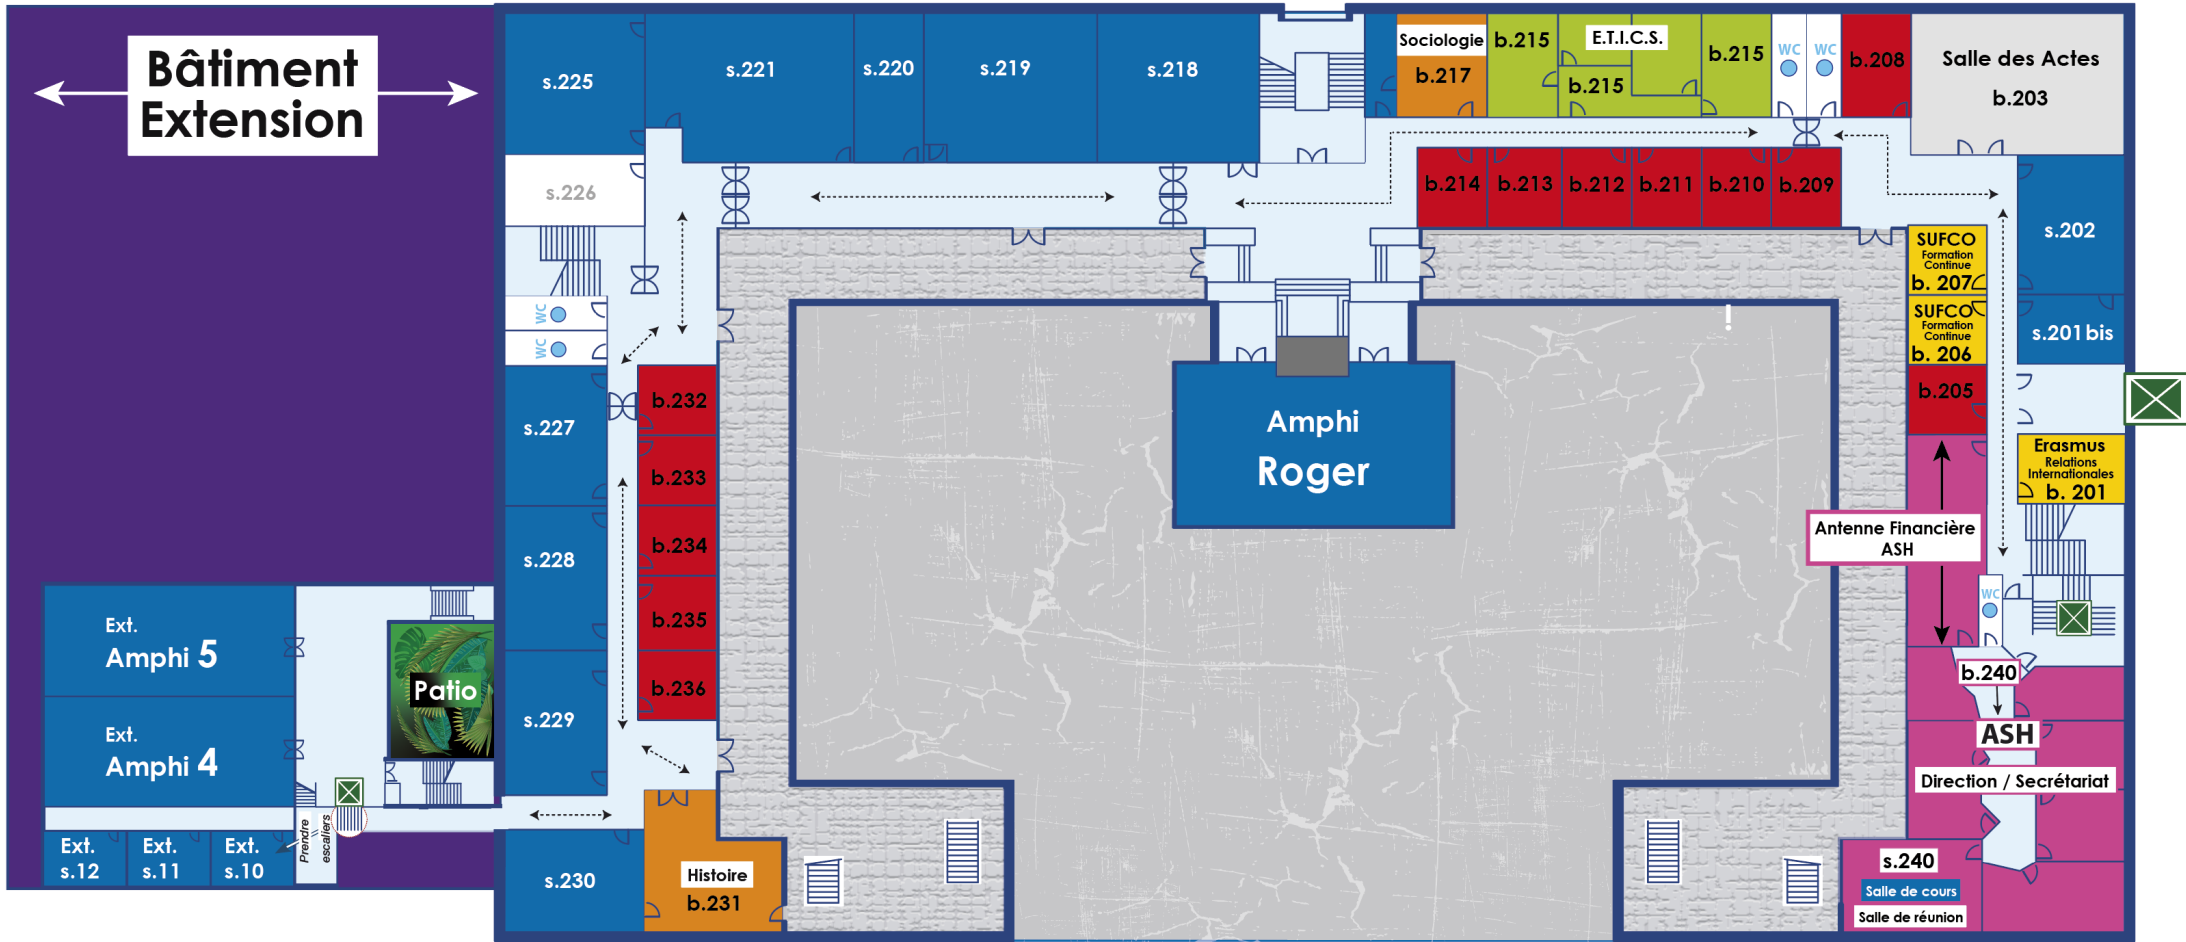 Bâtiment
Extension
s.225
s.221
s.220
s.219
s.218
Sociologie
b.217
b.215
E.T.I.C.S.
b.215
b.215
WC
WC
b.208
Salle des Actes
b.203
s.226
b.214
b.213
b.212
b.211
b.210
b.209
s.202
SUFCO
Formation
Continue
b. 207
SUFCO
Formation
Continue
b. 206
s.201bis
WC
WC
b.205
s.227
b.232
b.233
Amphi
Roger
!
Erasmus
Relations
Internationales
b. 201
Antenne Financière
ASH
s.228
b.234
b.235
WC
Ext.
Amphi 5
Patio
b.236
b.240
s.229
Ext.
Amphi 4
ASH
Direction / Secrétariat
Prendre
escaliers
Ext.
s.12
Ext.
s.11
Ext.
s.10
s.230
Histoire
b.231
s.240
Salle de cours
Salle de réunion